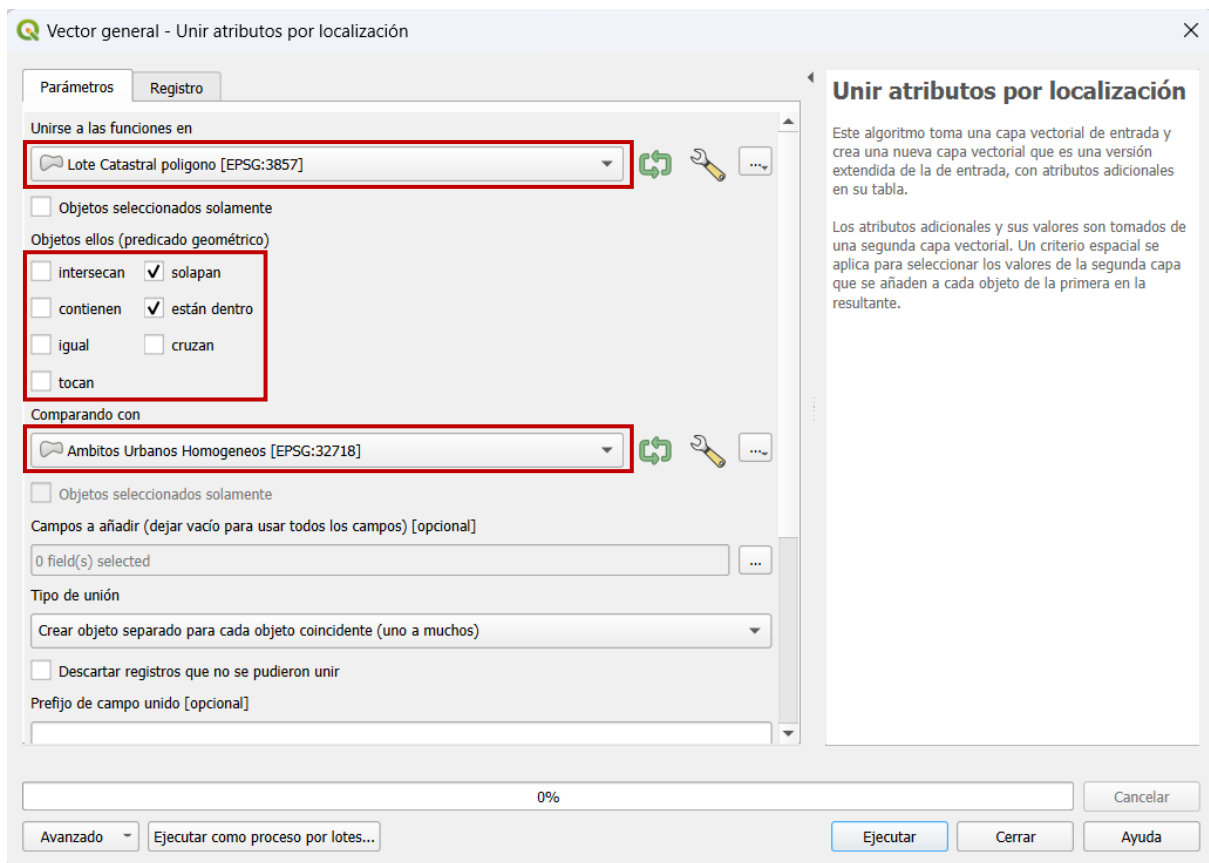 Vector general - Unir atributos por localización
Parámetros
Registro
Unirse a las funciones en
Lote Catastral poligono [EPSG:3857]
...
Objetos seleccionados solamente
Objetos ellos (predicado geométrico)
intersecan
solapan
contienen
están dentro
igual
cruzan
tocan
Comparando con
Ambitos Urbanos Homogeneos [EPSG:32718]
...
Objetos seleccionados solamente
Campos a añadir (dejar vacío para usar todos los campos) [opcional]
0 field(s) selected
...
Tipo de unión
Crear objeto separado para cada objeto coincidente (uno a muchos)
Descartar registros que no se pudieron unir
Prefijo de campo unido [opcional]
Unir atributos por localización
Este algoritmo toma una capa vectorial de entrada y
crea una nueva capa vectorial que es una versión
extendida de la de entrada, con atributos adicionales
en su tabla.
Los atributos adicionales y sus valores son tomados de
una segunda capa vectorial. Un criterio espacial se
aplica para seleccionar los valores de la segunda capa
que se añaden a cada objeto de la primera en la
resultante.
0%
Cancelar
Avanzado
Ejecutar como proceso por lotes...
Ejecutar
Cerrar
Ayuda